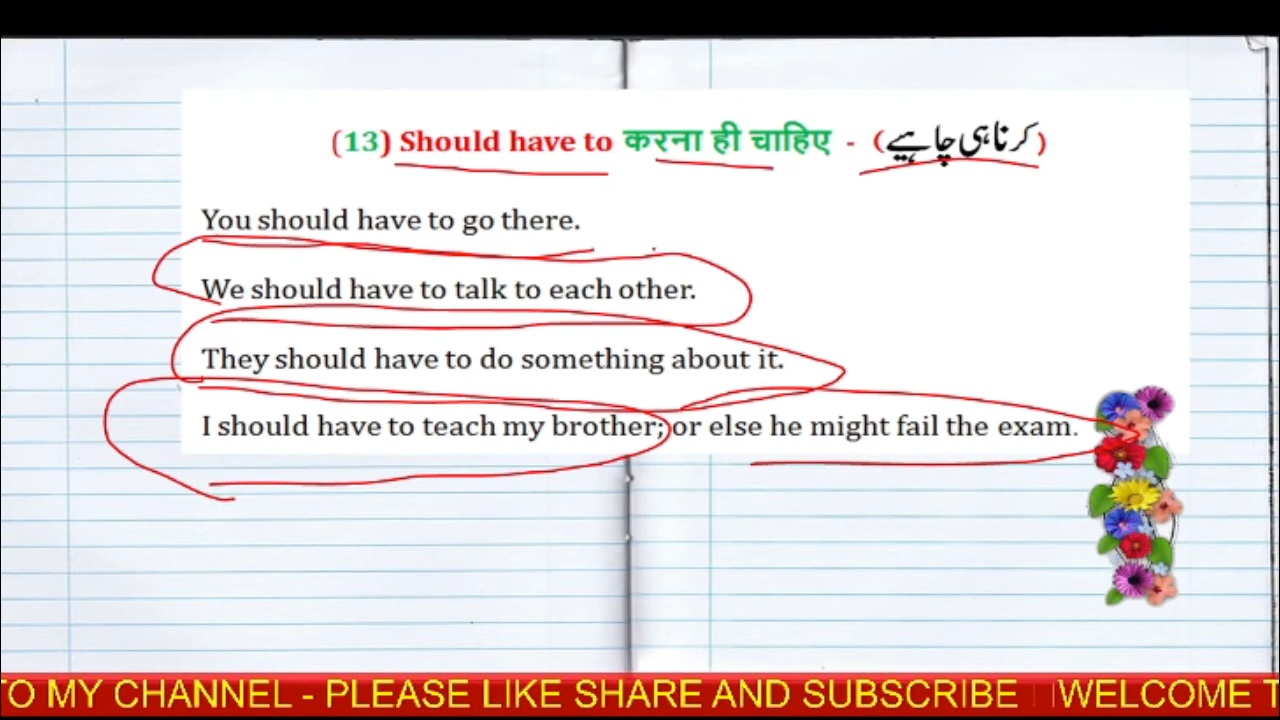 (13) Should have to करना ही चाहिए - (کرنا ہی چاہیے)
You should have to go there.
We should have to talk to each other.
They should have to do something about it.
I should have to teach my brother; or else he might fail the exam.
O MY CHANNEL - PLEASE LIKE SHARE AND SUBSCRIBE WELCOME T